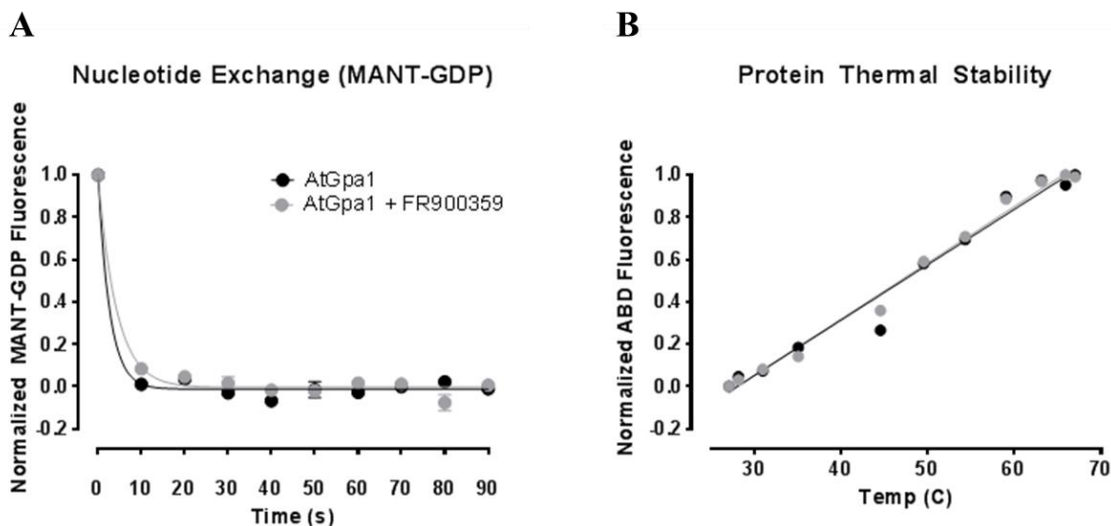 A
Nucleotide Exchange (MANT-GDP)
Normalized MANT-GDP Fluorescence
1.0
0.8
0.6
0.4
0.2
0.0
-0.2
AtGpa1
AtGpa1 + FR900359
0 10 20 30 40 50 60 70 80 90
Time (s)
B
Protein Thermal Stability
Normalized ABD Fluorescence
1.0
0.8
0.6
0.4
0.2
0.0
-0.2
30 40 50 60 70
Temp (C)